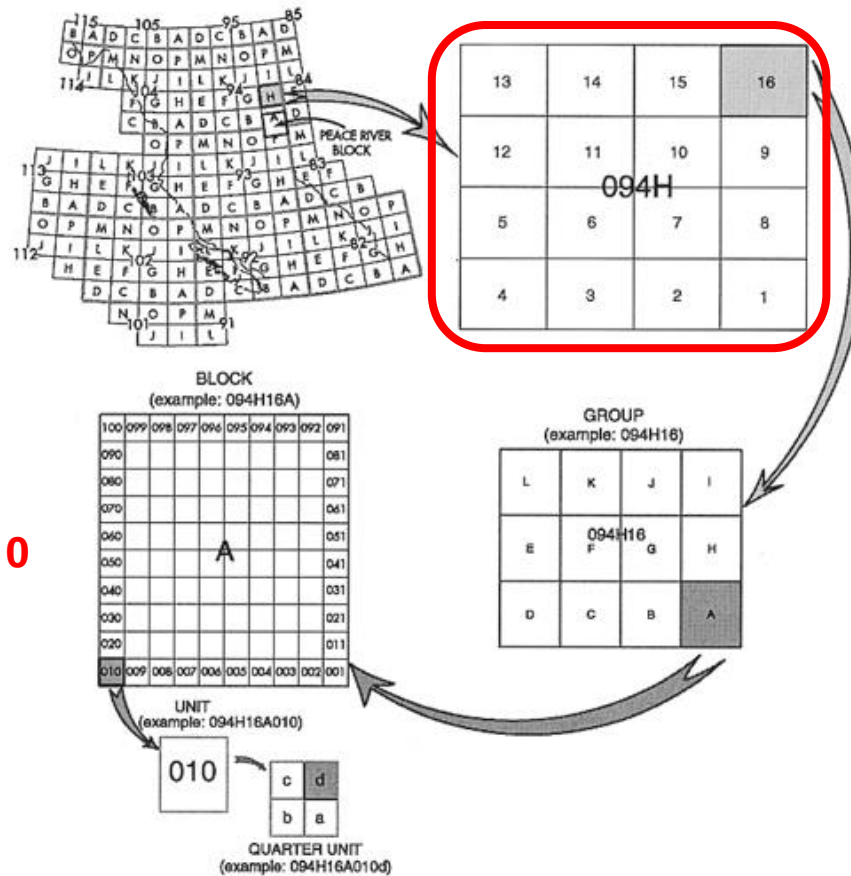 115 105 95 85
B A D C B A D C B A D
O P M N O P M N O P M
114 J I L K J I L K J I L
104 94 84
F G H E F G H E
C B A D C B A D
PEACE RIVER
BLOCK
O P M N O P M
J I L K J I L K J I L
113 103 93 83
G H E F G H E F G H E F
B A D C B A D C B A D C B
O P M N O P M N O P M N O P
J I L K J I L K J I L K J I
112 102 92 82
H E F G H E F G H E F G H
D C B A D C B A D C B A
N O P M
101 91
J I L
13 14 15 16
12 11 10 9
094H
5 6 7 8
4 3 2 1
BLOCK
(example: 094H16A)
100 099 098 097 096 095 094 093 092 091
090 081
080 071
070 061
060 051
A
050 041
040 031
030 021
020 011
010 009 008 007 006 005 004 003 002 001
0
GROUP
(example: 094H16)
L K J I
094H16
E F G H
D C B A
UNIT
(example: 094H16A010)
010
c d
b a
QUARTER UNIT
(example: 094H16A010d)